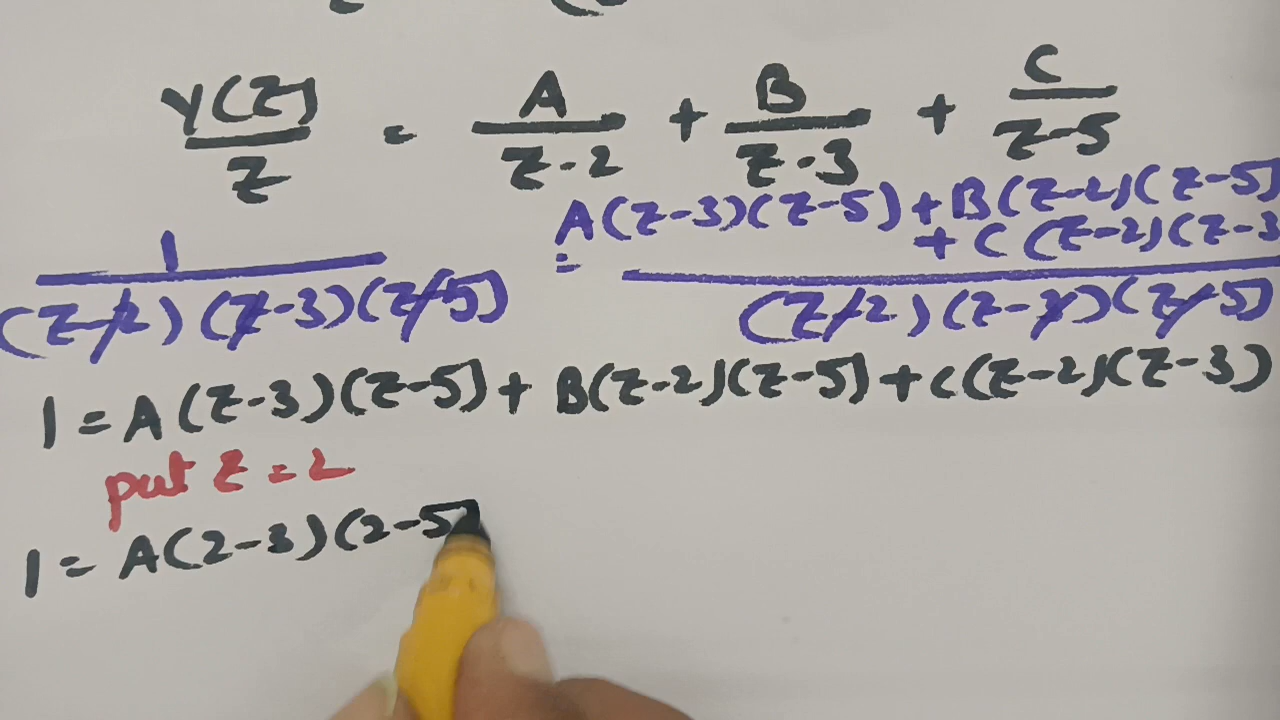 Y(Z)/Z = A/(Z-2) + B/(Z-3) + C/(Z-5)
1/((Z-2)(Z-3)(Z-5)) = A(Z-3)(Z-5)+B(Z-2)(Z-5)
+ C(Z-2)(Z-3
(Z-2)(Z-3)(Z-5)
1 = A(Z-3)(Z-5)+ B(Z-2)(Z-5)+C(Z-2)(Z-3)
put Z = 2
1 = A(2-3)(2-5)